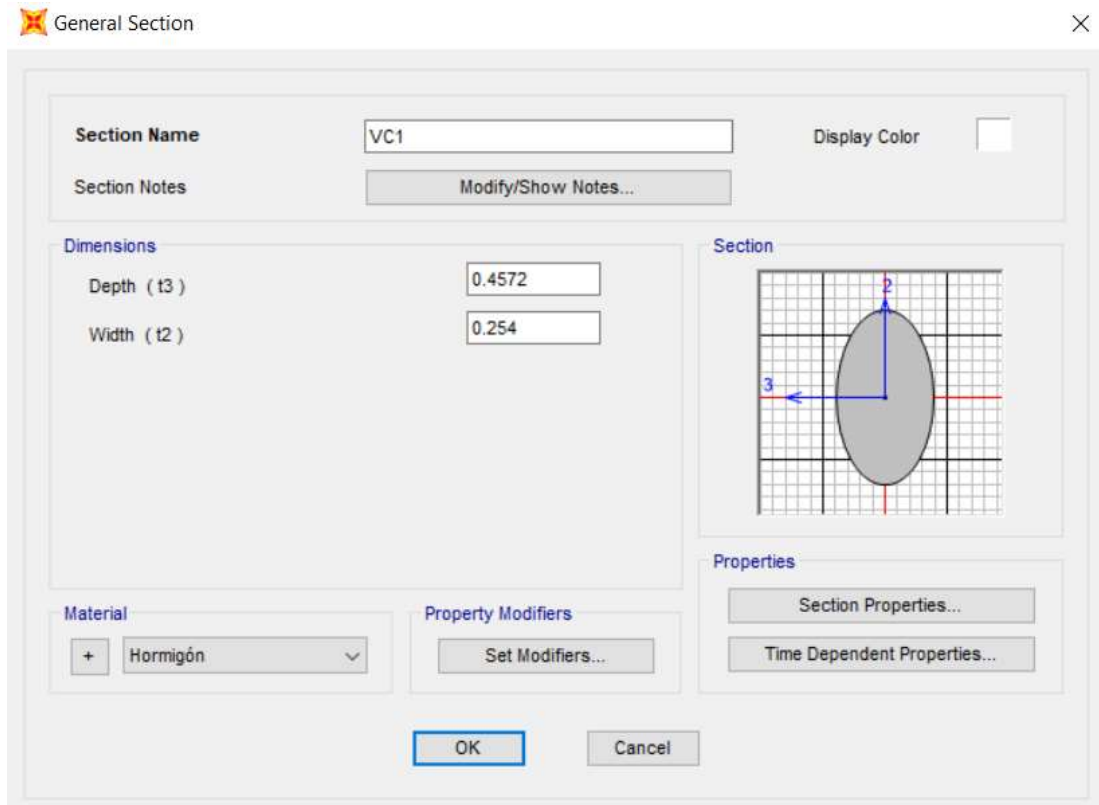 General Section
Section Name VC1 Display Color
Section Notes Modify/Show Notes...
Dimensions
Depth ( t3 ) 0.4572
Width ( t2 ) 0.254
Section
2
3
Properties
Section Properties...
Time Dependent Properties...
Material
+ Hormigón
Property Modifiers
Set Modifiers...
OK Cancel